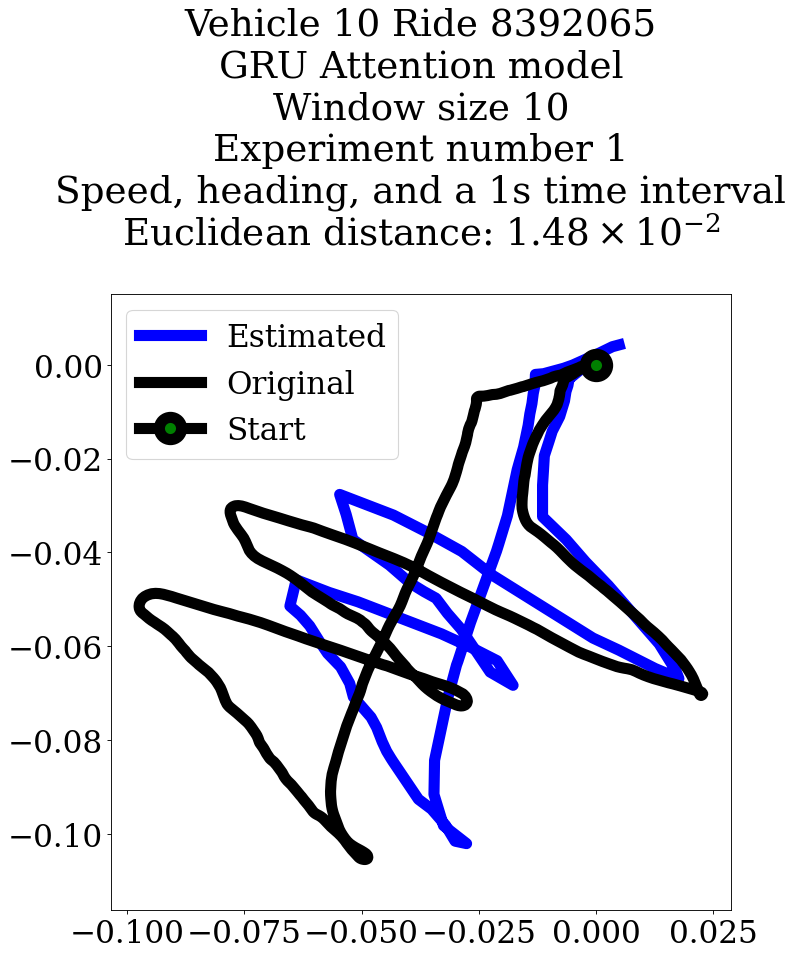 Vehicle 10 Ride 8392065
GRU Attention model
Window size 10
Experiment number 1
Speed, heading, and a 1s time interval
Euclidean distance: 1.48 × 10⁻²
Estimated
Original
Start
0.00
−0.02
−0.04
−0.06
−0.08
−0.10
−0.100 −0.075 −0.050 −0.025 0.000 0.025